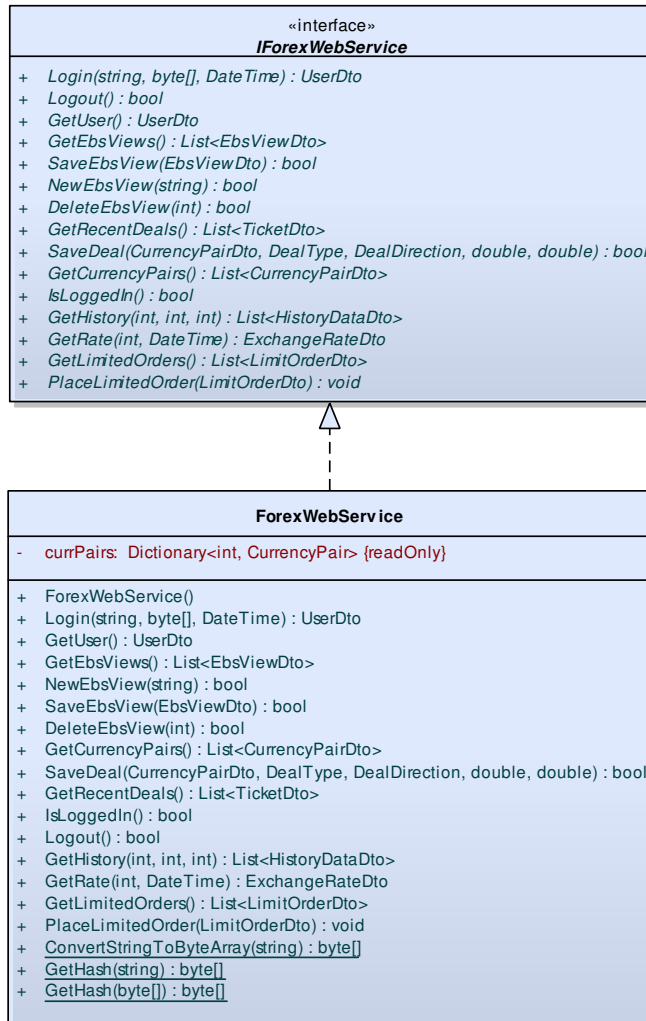 «interface»
IForexWebService
+ Login(string, byte[], DateTime) : UserDto
+ Logout() : bool
+ GetUser() : UserDto
+ GetEbsViews() : List<EbsViewDto>
+ SaveEbsView(EbsViewDto) : bool
+ NewEbsView(string) : bool
+ DeleteEbsView(int) : bool
+ GetRecentDeals() : List<TicketDto>
+ SaveDeal(CurrencyPairDto, DealType, DealDirection, double, double) : bool
+ GetCurrencyPairs() : List<CurrencyPairDto>
+ IsLoggedIn() : bool
+ GetHistory(int, int, int) : List<HistoryDataDto>
+ GetRate(int, DateTime) : ExchangeRateDto
+ GetLimitedOrders() : List<LimitOrderDto>
+ PlaceLimitedOrder(LimitOrderDto) : void
ForexWebService
- currPairs: Dictionary<int, CurrencyPair> {readOnly}
+ ForexWebService()
+ Login(string, byte[], DateTime) : UserDto
+ GetUser() : UserDto
+ GetEbsViews() : List<EbsViewDto>
+ NewEbsView(string) : bool
+ SaveEbsView(EbsViewDto) : bool
+ DeleteEbsView(int) : bool
+ GetCurrencyPairs() : List<CurrencyPairDto>
+ SaveDeal(CurrencyPairDto, DealType, DealDirection, double, double) : bool
+ GetRecentDeals() : List<TicketDto>
+ IsLoggedIn() : bool
+ Logout() : bool
+ GetHistory(int, int, int) : List<HistoryDataDto>
+ GetRate(int, DateTime) : ExchangeRateDto
+ GetLimitedOrders() : List<LimitOrderDto>
+ PlaceLimitedOrder(LimitOrderDto) : void
+ ConvertStringToByteArray(string) : byte[]
+ GetHash(string) : byte[]
+ GetHash(byte[]) : byte[]